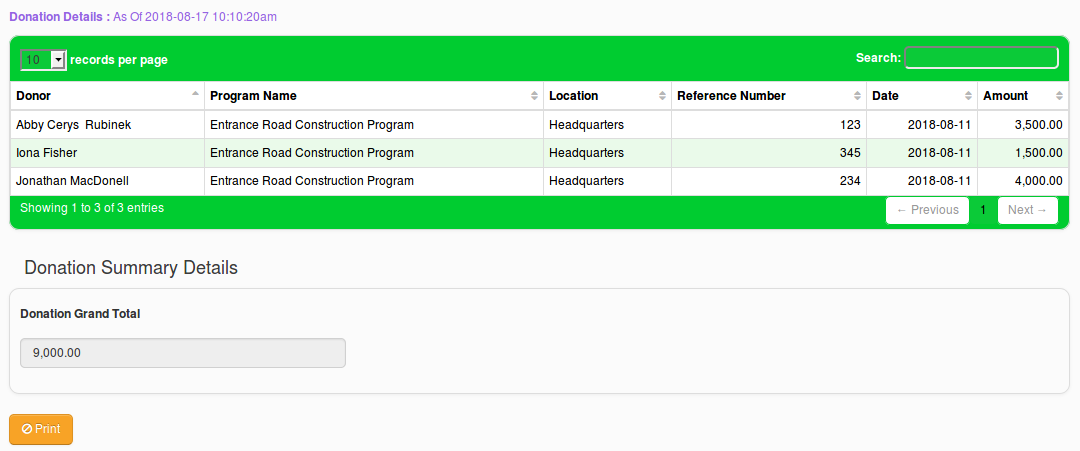 Donation Details : As Of 2018-08-17 10:10:20am
10 records per page Search:
Donor Program Name Location Reference Number Date Amount
Abby Cerys  Rubinek Entrance Road Construction Program Headquarters 123 2018-08-11 3,500.00
Iona Fisher Entrance Road Construction Program Headquarters 345 2018-08-11 1,500.00
Jonathan MacDonell Entrance Road Construction Program Headquarters 234 2018-08-11 4,000.00
Showing 1 to 3 of 3 entries ← Previous 1 Next →
Donation Summary Details
Donation Grand Total
9,000.00
Print